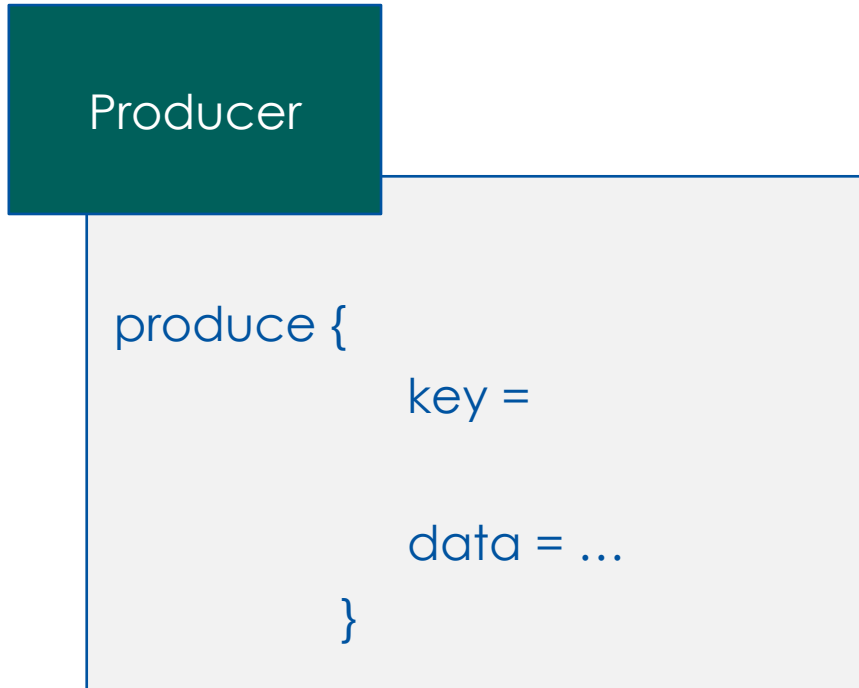 Producer
produce {
key =
data = …
}